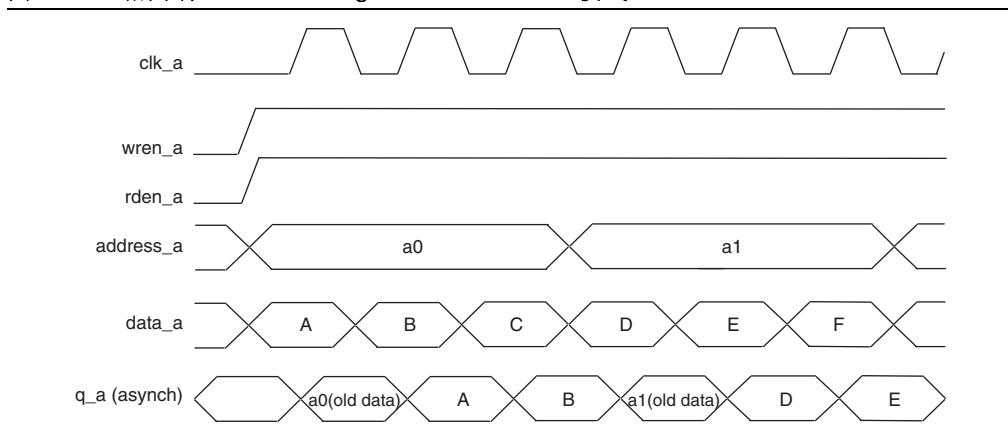 clk_a
wren_a
rden_a
address_a a0 a1
data_a A B C D E F
q_a (asynch) a0(old data) A B a1(old data) D E